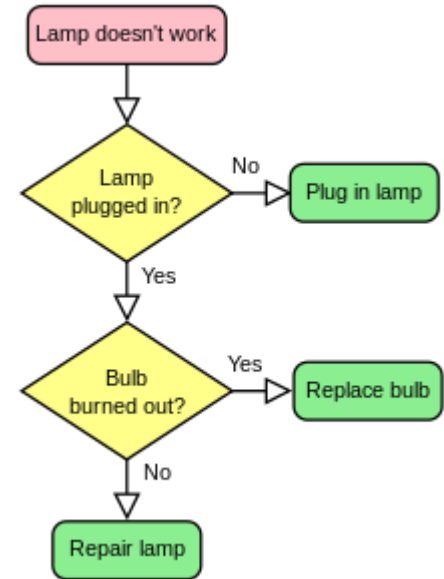 Lamp doesn't work
Lamp
plugged in?
No
Plug in lamp
Yes
Bulb
burned out?
Yes
Replace bulb
No
Repair lamp